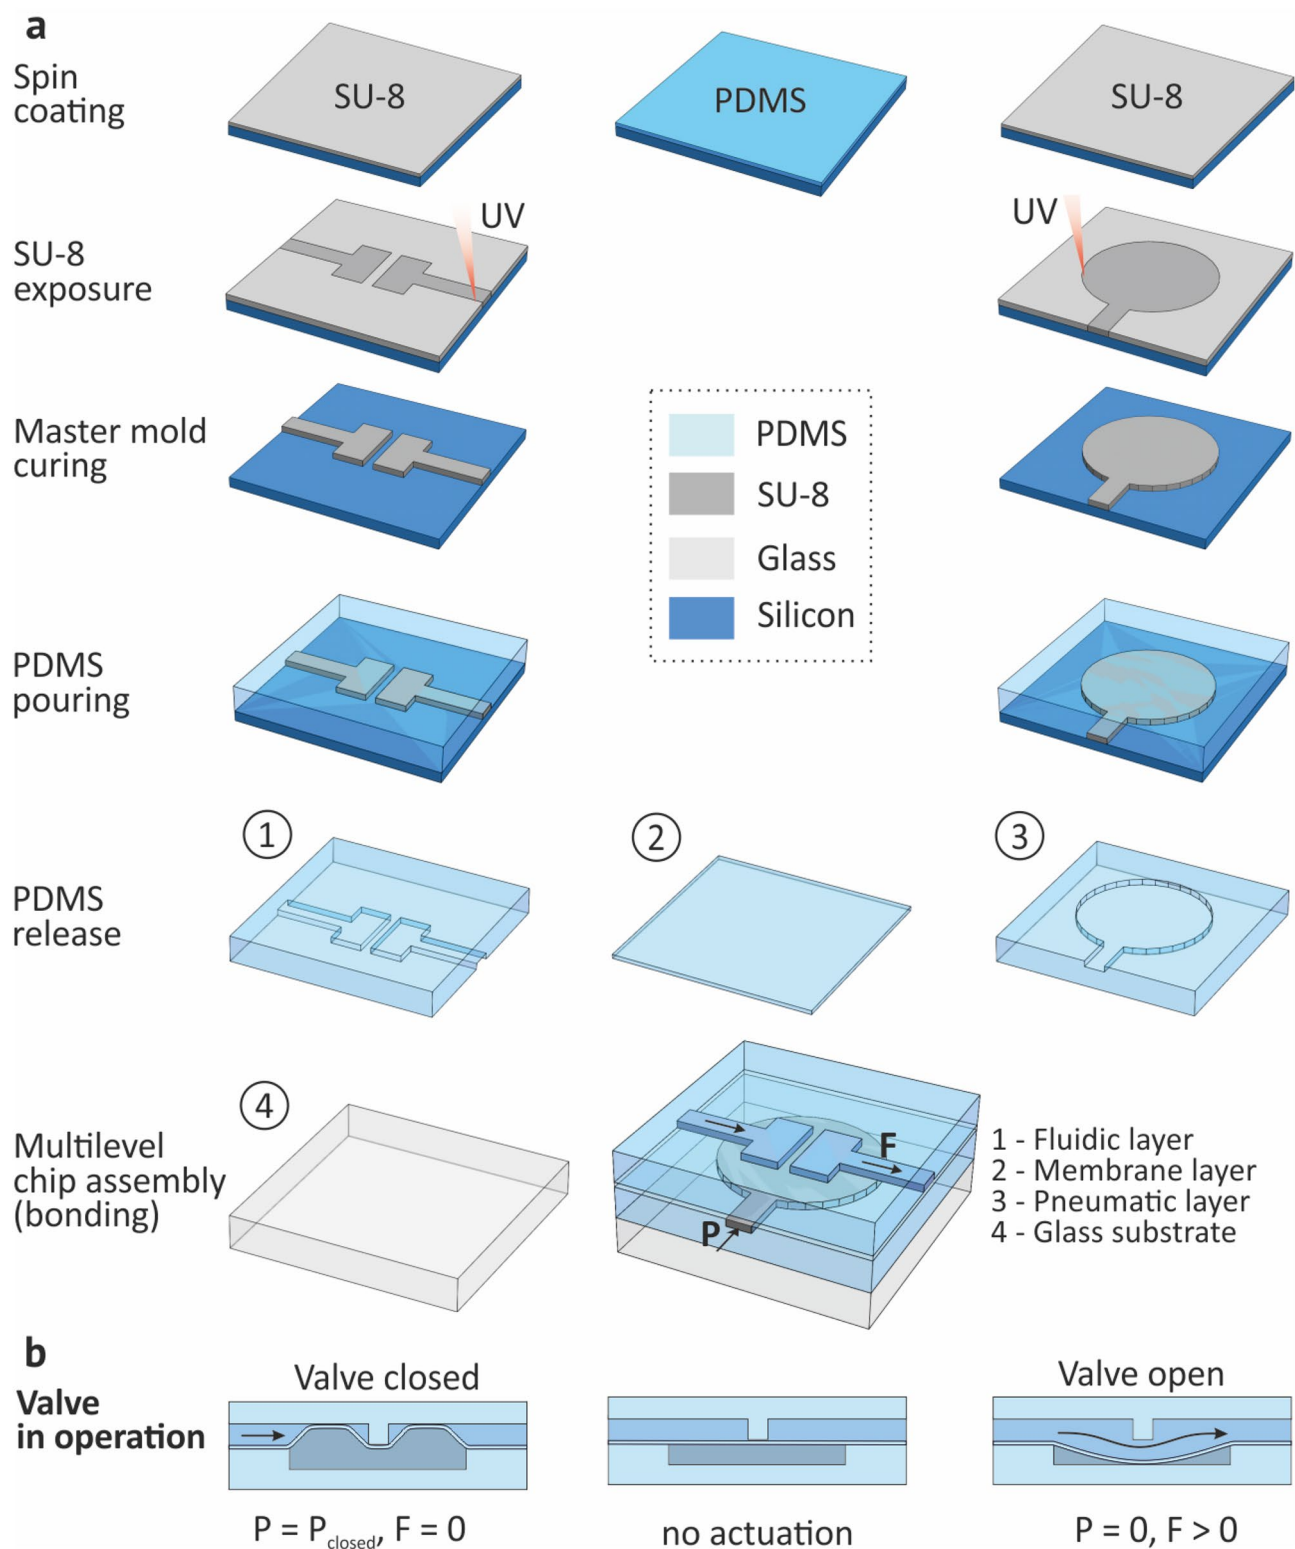 a
Spin
coating
SU-8
PDMS
SU-8
SU-8
exposure
UV
UV
Master mold
curing
PDMS
SU-8
Glass
Silicon
PDMS
pouring
PDMS
release
1
2
3
Multilevel
chip assembly
(bonding)
4
F
P
1 - Fluidic layer
2 - Membrane layer
3 - Pneumatic layer
4 - Glass substrate
b
Valve
in operation
Valve closed
Valve open
P = Pclosed, F = 0
no actuation
P = 0, F > 0